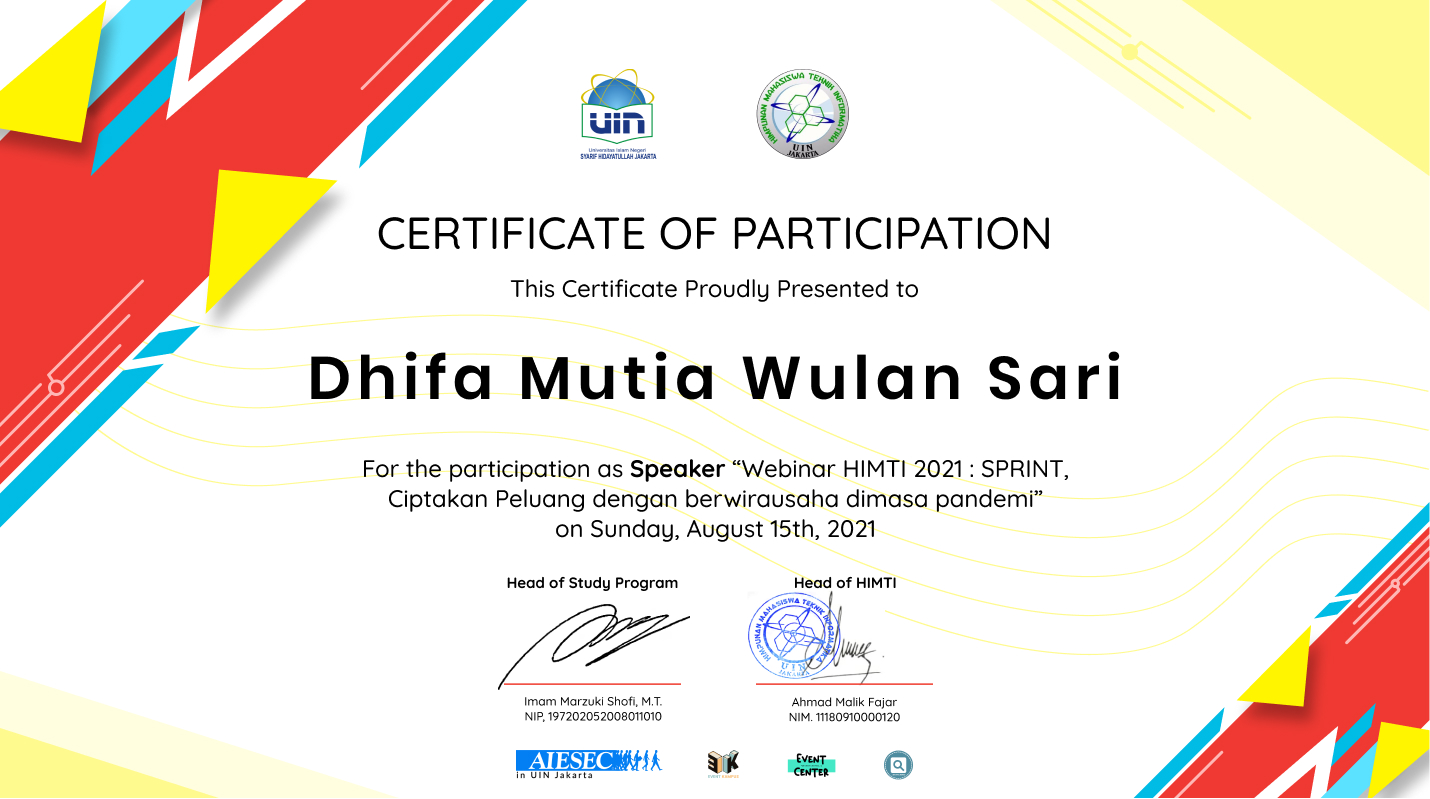 uin
Universitas Islam Negeri
SYARIF HIDAYATULLAH JAKARTA
HIMPUNAN MAHASISWA TEKNIK INFORMATIKA
UIN
JAKARTA
CERTIFICATE OF PARTICIPATION
This Certificate Proudly Presented to
Dhifa Mutia Wulan Sari
For the participation as Speaker “Webinar HIMTI 2021 : SPRINT,
Ciptakan Peluang dengan berwirausaha dimasa pandemi”
on Sunday, August 15th, 2021
Head of Study Program
Head of HIMTI
HIMPUNAN MAHASISWA TEKNIK INFORMATIKA
UIN
JAKARTA
Imam Marzuki Shofi, M.T.
NIP, 197202052008011010
Ahmad Malik Fajar
NIM. 11180910000120
AIESEC
in UIN Jakarta
EVENT KAMPUS
EVENT
CENTER